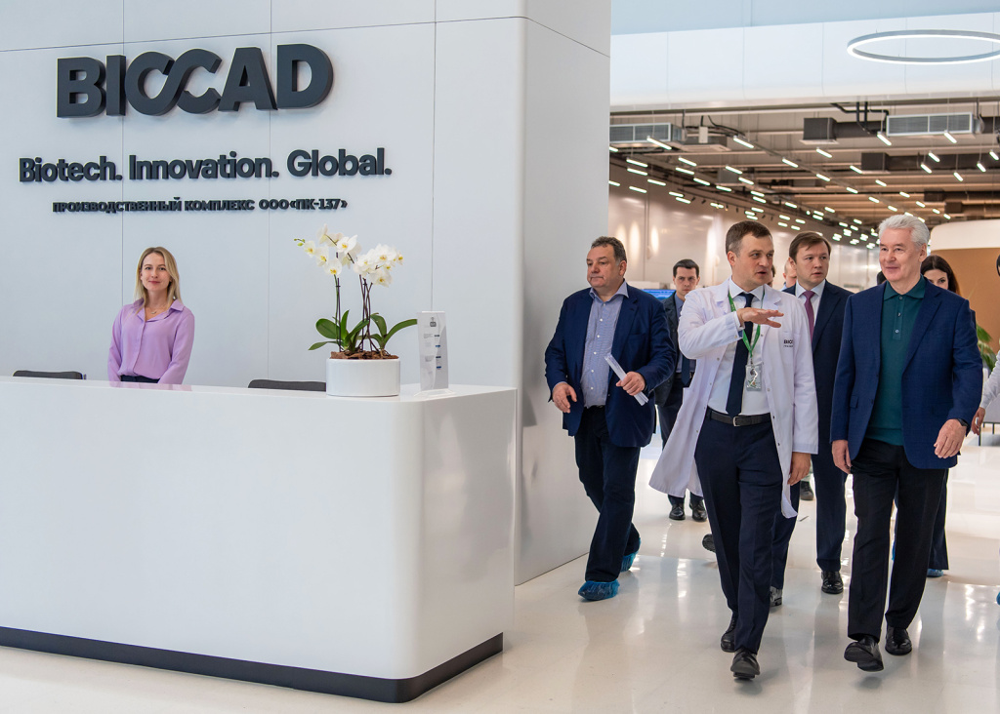 BIOCAD
Biotech. Innovation. Global.
ПРОИЗВОДСТВЕННЫЙ КОМПЛЕКС ООО«ПК-137»